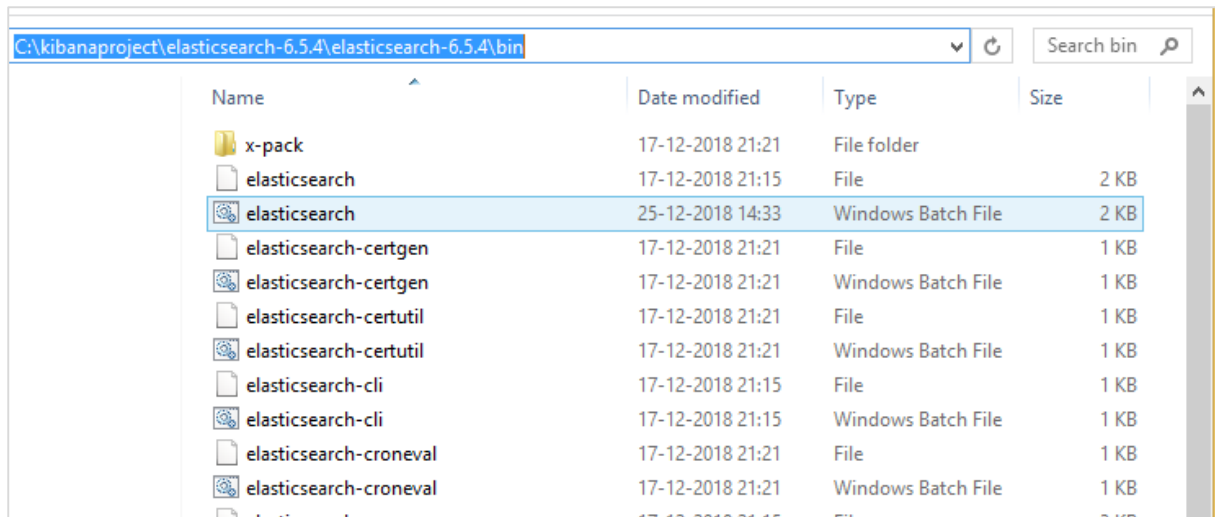 C:\kibanaproject\elasticsearch-6.5.4\elasticsearch-6.5.4\bin Search bin
Name Date modified Type Size
x-pack 17-12-2018 21:21 File folder
elasticsearch 17-12-2018 21:15 File 2 KB
elasticsearch 25-12-2018 14:33 Windows Batch File 2 KB
elasticsearch-certgen 17-12-2018 21:21 File 1 KB
elasticsearch-certgen 17-12-2018 21:21 Windows Batch File 1 KB
elasticsearch-certutil 17-12-2018 21:21 File 1 KB
elasticsearch-certutil 17-12-2018 21:21 Windows Batch File 1 KB
elasticsearch-cli 17-12-2018 21:15 File 1 KB
elasticsearch-cli 17-12-2018 21:15 Windows Batch File 1 KB
elasticsearch-croneval 17-12-2018 21:21 File 1 KB
elasticsearch-croneval 17-12-2018 21:21 Windows Batch File 1 KB